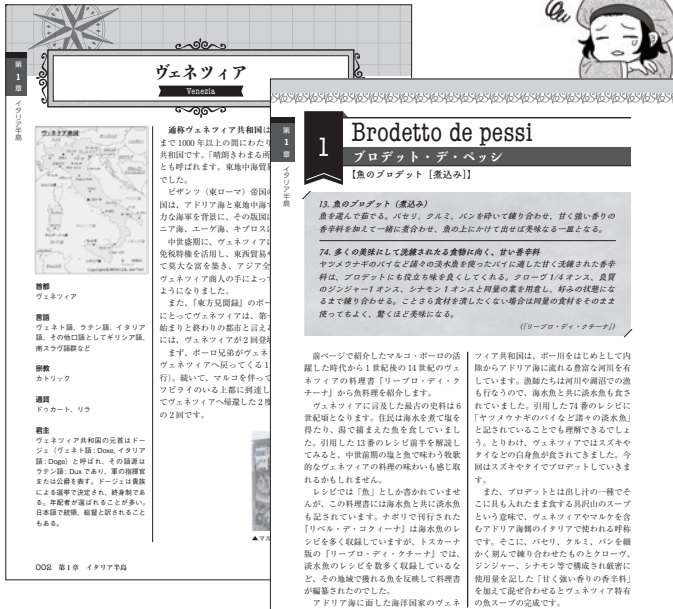 ヴェネツィア
Venezia
第
1
章
イタリア半島
ヴェネツィア地図
首都
ヴェネツィア
言語
ヴェネト語、ラテン語、イタリア
語、その他口語としてギリシア語、
南スラヴ語群など
宗教
カトリック
通貨
ドゥカート、リラ
君主
ヴェネツィア共和国の元首はドー
ジェ（ヴェネト語：Doxe, イタリア
語：Doge）と呼ばれ、その語源は
ラテン語：Dux であり、軍の指揮官
または公爵を表す。ドージェは貴族
による選挙で決定され、終身制であ
る。年配者が選ばれることが多い。
日本語で統領、総督と訳されること
もある。
通称ヴェネツィア共和国は
まで 1000 年以上の間にわたり
共和国です。「晴朗きわまる所
とも呼ばれます。東地中海貿易
でした。
ビザンツ（東ローマ）帝国の
国は、アドリア海と東地中海で
力な海軍を背景に、その版図に
ニア海、エーゲ海、キプロスに
中世盛期に、ヴェネツィアに
免税特権を活用し、東西貿易や
て莫大な富を築き、アジア全
ヴェネツィア商人の手によって
ようになりました。
また、『東方見聞録』のポー
にとってヴェネツィアは、第一
始まりと終わりの都市と言え
には、ヴェネツィアが 2 回登場
まず、ポーロ兄弟がヴェネ
ヴェネツィアへ戻ってくる 1
行）。続いて、マルコを伴って
フビライのいる上都に到達し
てヴェネツィアへ帰還した 2 度
の 2 回です。
▲マル
002 第1章 イタリア半島
第
1
章
イタリア半島
1
Brodetto de pessi
ブロデット・デ・ペッシ
【魚のブロデット［煮込み］】
13. 魚のブロデット（煮込み）
魚を選んで茹でる。パセリ、クルミ、パンを砕いて練り合わせ、甘く強い香りの
香辛料を加えて一緒に煮合わせ、魚の上にかけて出せば美味なる一皿となる。
74. 多くの美味にして洗練されたる食物に向く、甘い香辛料
ヤツメウナギのパイなど諸々の淡水魚を使ったパイに適した甘く洗練された香辛
料は、ブロデットにも役立ち味を良くしてくれる。クローヴ 1/4 オンス、良質
のジンジャー1 オンス、シナモン 1 オンスと同量の葉を用意し、好みの状態にな
るまで練り合わせる。ことさら食材を潰したくない場合は同量の食材をそのまま
使ってもよく、驚くほど美味になる。
（『リーブロ・ディ・クチーナ』）
前ページで紹介したマルコ・ポーロの活
躍した時代から 1 世紀後の 14 世紀のヴェ
ネツィアの料理書『リーブロ・ディ・ク
チーナ』から魚料理を紹介します。
ヴェネツィアに言及した最古の史料は 6
世紀頃となります。住民は海水を煮て塩を
得たり、潟で捕まえた魚を食していまし
た。引用した 13 番のレシピ前半を解説し
てみると、中世前期の塩と魚で味わう牧歌
的なヴェネツィアの料理の味わいも感じ取
れるかもしれません。
レシピでは「魚」としか書かれていませ
んが、この料理書には海水魚と共に淡水魚
も記されています。ナポリで刊行された
『リベル・デ・コクィーナ』は海水魚のレ
シピを多く収録していますが、トスカーナ
版の『リーブロ・ディ・クチーナ』では、
淡水魚のレシピを数多く収録しているな
ど、その地域で獲れる魚を反映して料理書
が編纂されたのでした。
アドリア海に面した海洋国家のヴェネ
ツィア共和国は、ポー川をはじめとして内
陸からアドリア海に流れる豊富な河川を有
しています。漁師たちは河川や湖沼での漁
も行なうので、海水魚と共に淡水魚も食さ
れていました。引用した 74 番のレシピに
「ヤツメウナギのパイなど諸々の淡水魚」
と記されていることでも理解できるでしょ
う。とりわけ、ヴェネツィアではスズキや
タイなどの白身魚が食されてきました。今
回はスズキやタイでブロデットしていきま
す。
また、ブロデットとは出し汁の一種でそ
こに具も入れたまま食する具沢山のスープ
という意味で、ヴェネツィアやマルケを含
むアドリア海側のイタリアで使われる呼称
です。そこに、パセリ、クルミ、パンを細
かく刻んで練り合わせたものとクローヴ、
ジンジャー、シナモン等で構成され厳密に
使用量を記した「甘く強い香りの香辛料」
を加えて混ぜ合わせるとヴェネツィア特有
の魚スープの完成です。